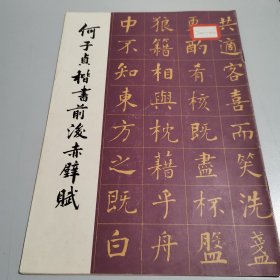 何子貞楷書前後赤壁賦
共適客喜而笑洗盞
更酌肴核既盡杯盤
狼籍相與枕藉乎舟
中不知東方之既白